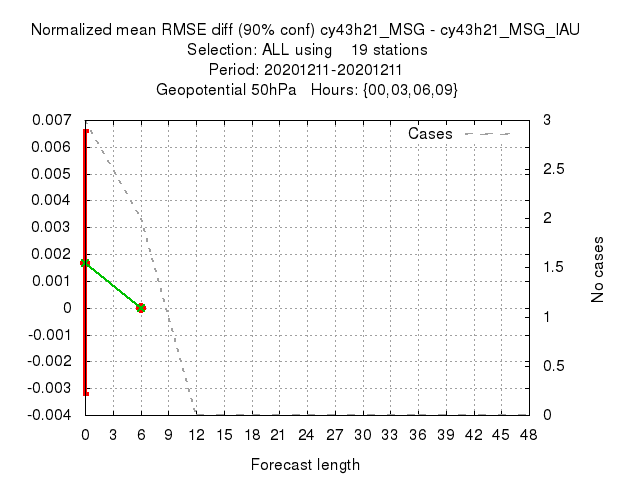 Normalized mean RMSE diff (90% conf) cy43h21_MSG - cy43h21_MSG_IAU
Selection: ALL using 19 stations
Period: 20201211-20201211
Geopotential 50hPa Hours: {00,03,06,09}
Cases
0.007
0.006
0.005
0.004
0.003
0.002
0.001
0
-0.001
-0.002
-0.003
-0.004
3
2.5
2
1.5
1
0.5
0
No cases
0 3 6 9 12 15 18 21 24 27 30 33 36 39 42 45 48
Forecast length